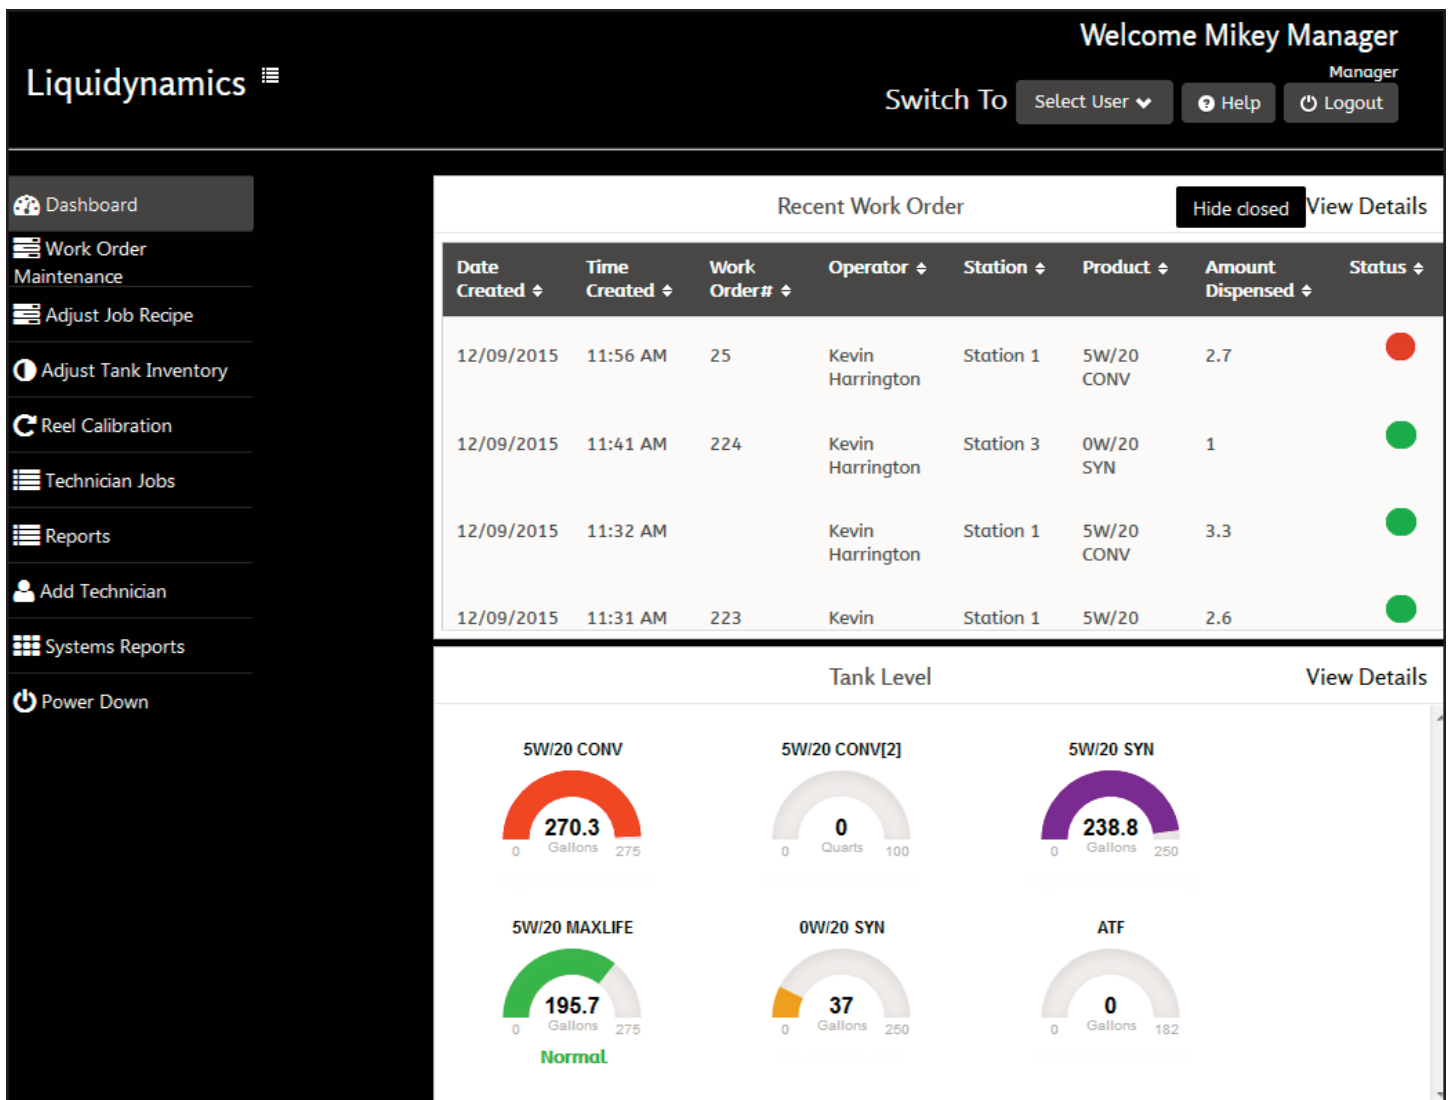 Welcome Mikey Manager
Liquidynamics
Manager
Switch To Select User Help Logout
Dashboard
Work Order
Maintenance
Adjust Job Recipe
Adjust Tank Inventory
Reel Calibration
Technician Jobs
Reports
Add Technician
Systems Reports
Power Down
Recent Work Order Hide closed View Details
Date Time Work Operator Station Product Amount Status
Created Created Order# Dispensed
12/09/2015 11:56 AM 25 Kevin Station 1 5W/20 2.7
Harrington CONV
12/09/2015 11:41 AM 224 Kevin Station 3 0W/20 1
Harrington SYN
12/09/2015 11:32 AM Kevin Station 1 5W/20 3.3
Harrington CONV
12/09/2015 11:31 AM 223 Kevin Station 1 5W/20 2.6
Tank Level View Details
5W/20 CONV 5W/20 CONV[2] 5W/20 SYN
270.3 0 238.8
Gallons Quarts Gallons
0 275 0 100 0 250
5W/20 MAXLIFE 0W/20 SYN ATF
195.7 37 0
Gallons Gallons Gallons
0 275 0 250 0 182
Normal